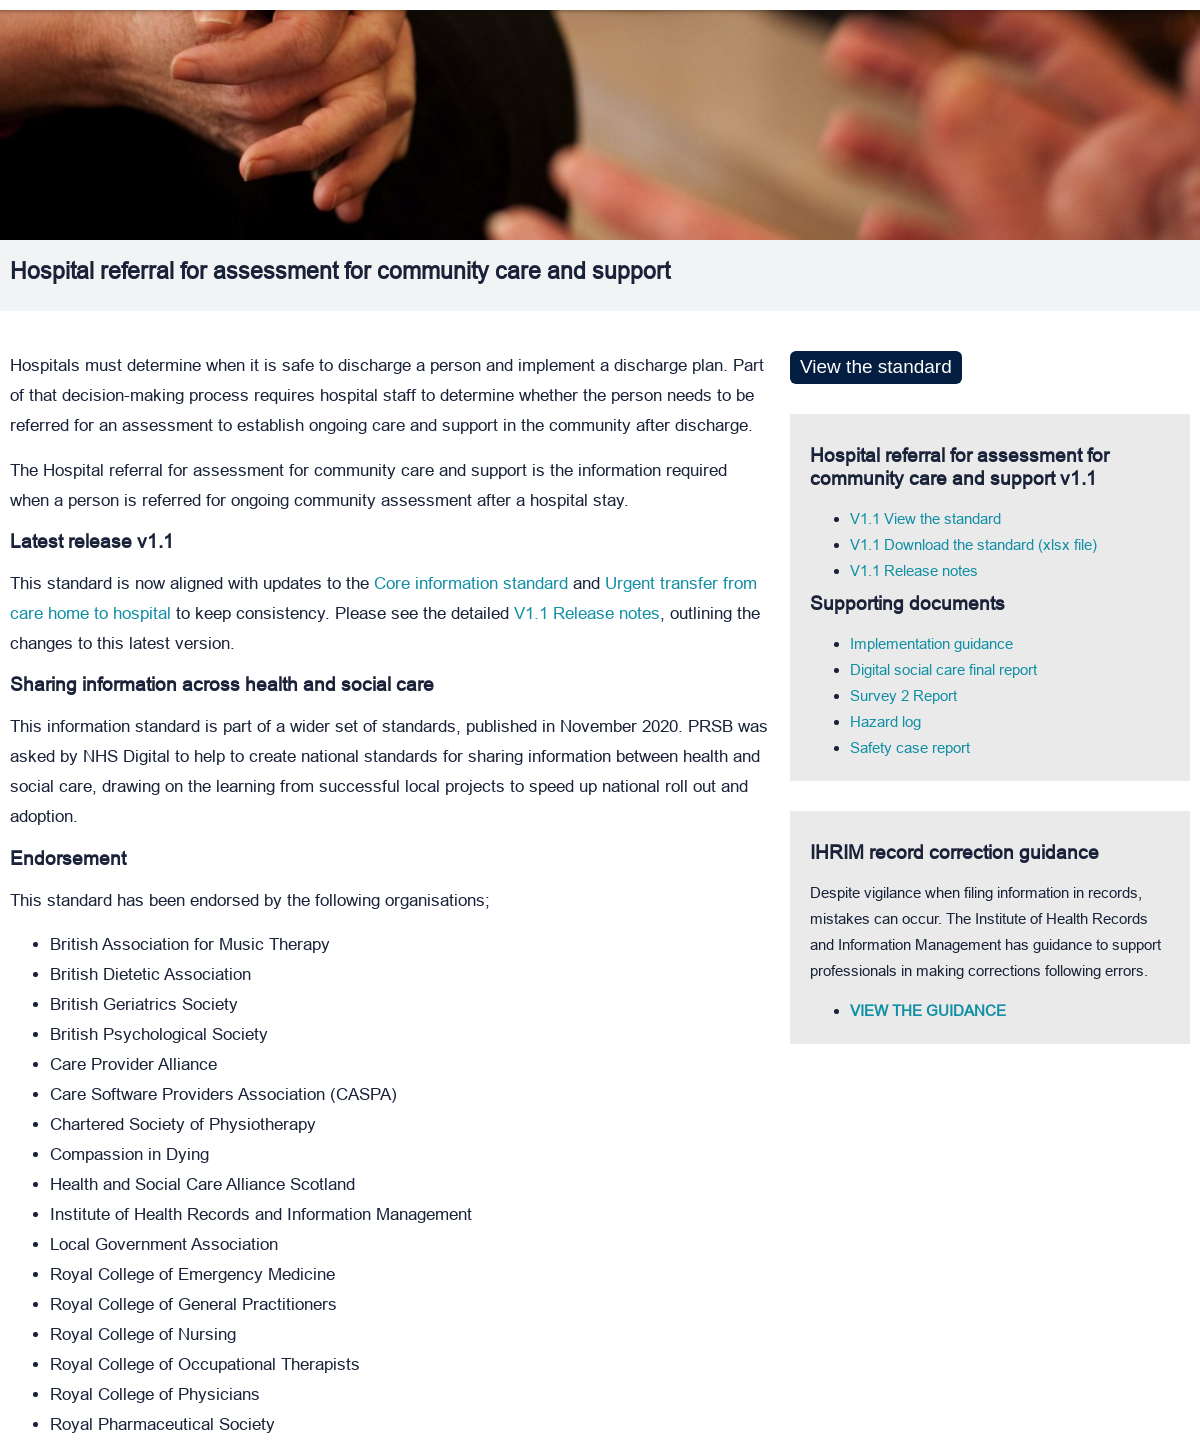 Hospital referral for assessment for community care and support
Hospitals must determine when it is safe to discharge a person and implement a discharge plan. Part
of that decision-making process requires hospital staff to determine whether the person needs to be
referred for an assessment to establish ongoing care and support in the community after discharge.
The Hospital referral for assessment for community care and support is the information required
when a person is referred for ongoing community assessment after a hospital stay.
Latest release v1.1
This standard is now aligned with updates to the Core information standard and Urgent transfer from
care home to hospital to keep consistency. Please see the detailed V1.1 Release notes, outlining the
changes to this latest version.
Sharing information across health and social care
This information standard is part of a wider set of standards, published in November 2020. PRSB was
asked by NHS Digital to help to create national standards for sharing information between health and
social care, drawing on the learning from successful local projects to speed up national roll out and
adoption.
Endorsement
This standard has been endorsed by the following organisations;
British Association for Music Therapy
British Dietetic Association
British Geriatrics Society
British Psychological Society
Care Provider Alliance
Care Software Providers Association (CASPA)
Chartered Society of Physiotherapy
Compassion in Dying
Health and Social Care Alliance Scotland
Institute of Health Records and Information Management
Local Government Association
Royal College of Emergency Medicine
Royal College of General Practitioners
Royal College of Nursing
Royal College of Occupational Therapists
Royal College of Physicians
Royal Pharmaceutical Society
View the standard
Hospital referral for assessment for
community care and support v1.1
V1.1 View the standard
V1.1 Download the standard (xlsx file)
V1.1 Release notes
Supporting documents
Implementation guidance
Digital social care final report
Survey 2 Report
Hazard log
Safety case report
IHRIM record correction guidance
Despite vigilance when filing information in records,
mistakes can occur. The Institute of Health Records
and Information Management has guidance to support
professionals in making corrections following errors.
VIEW THE GUIDANCE